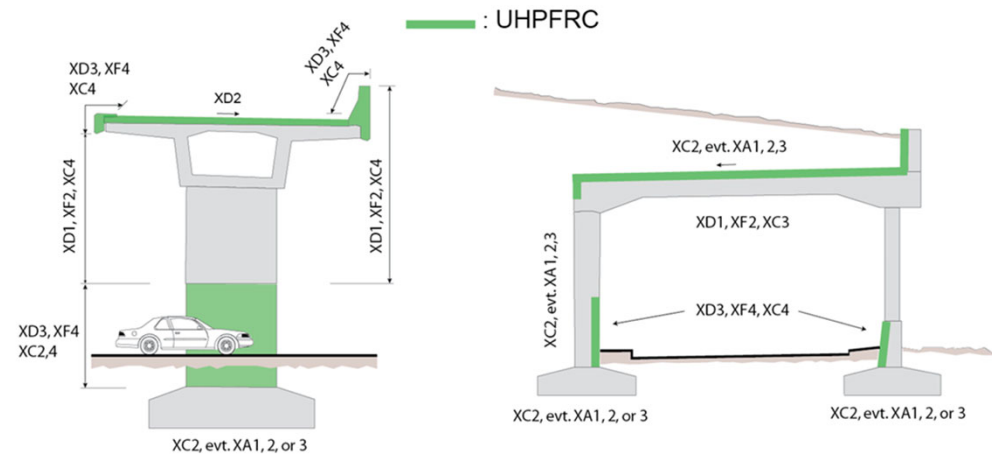 : UHPFRC
XD3, XF4
XC4
XD2
XD3, XF4
XC4
XD1, XF2, XC4
XD1, XF2, XC4
XD3, XF4
XC2,4
XC2, evt. XA1, 2, or 3
XC2, evt. XA1, 2,3
XD1, XF2, XC3
XC2, evt. XA1, 2,3
XD3, XF4, XC4
XC2, evt. XA1, 2, or 3
XC2, evt. XA1, 2, or 3